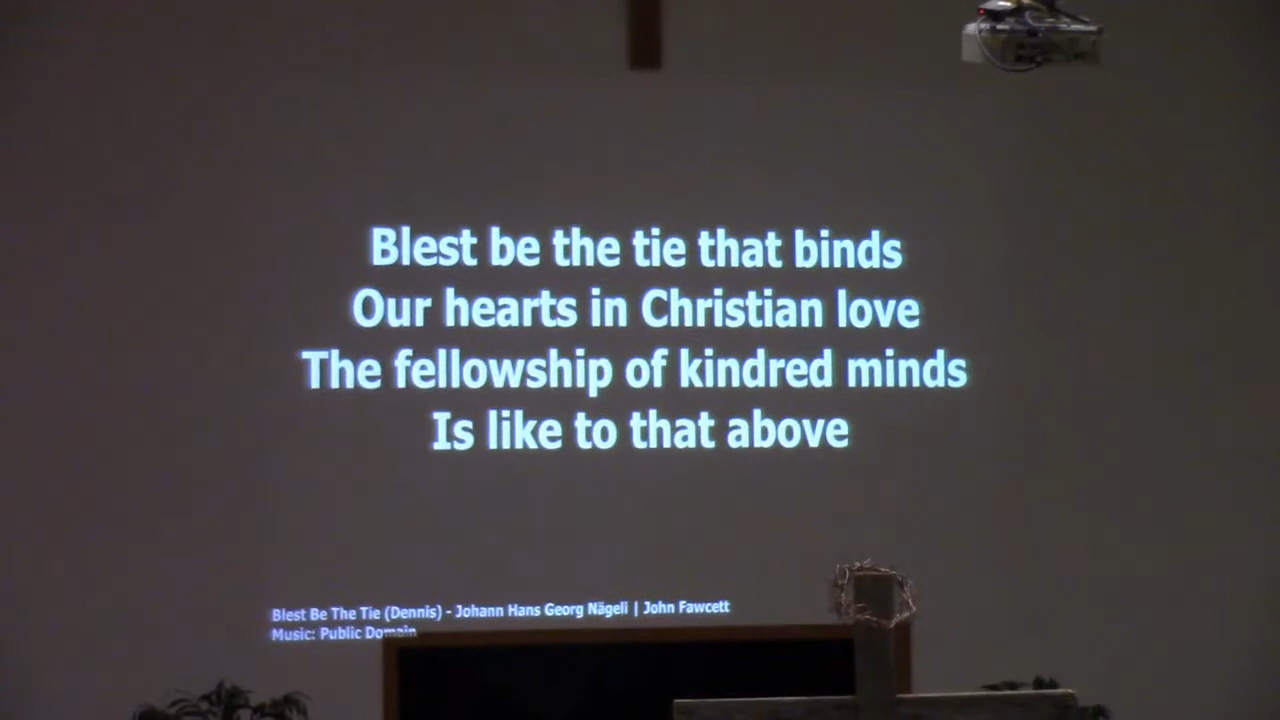 Blest be the tie that binds
Our hearts in Christian love
The fellowship of kindred minds
Is like to that above
Blest Be The Tie (Dennis) - Johann Hans Georg Nägeli | John Fawcett
Music: Public Domain